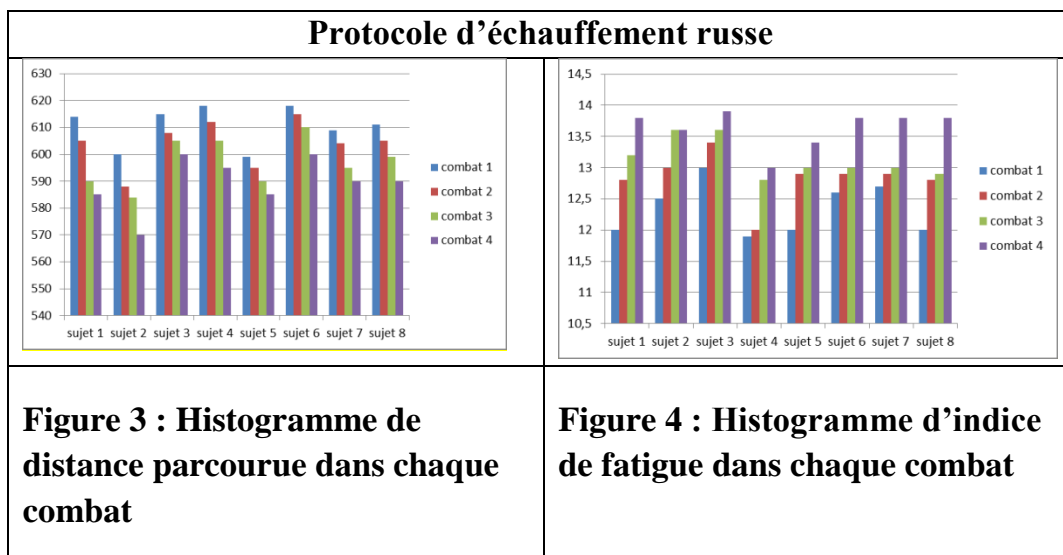 Protocole d’échauffement russe
630
620
610
600
590
580
570
560
550
540
sujet 1 sujet 2 sujet 3 sujet 4 sujet 5 sujet 6 sujet 7 sujet 8
combat 1
combat 2
combat 3
combat 4
14,5
14
13,5
13
12,5
12
11,5
11
10,5
sujet 1 sujet 2 sujet 3 sujet 4 sujet 5 sujet 6 sujet 7 sujet 8
combat 1
combat 2
combat 3
combat 4
Figure 3 : Histogramme de
distance parcourue dans chaque
combat
Figure 4 : Histogramme d’indice
de fatigue dans chaque combat